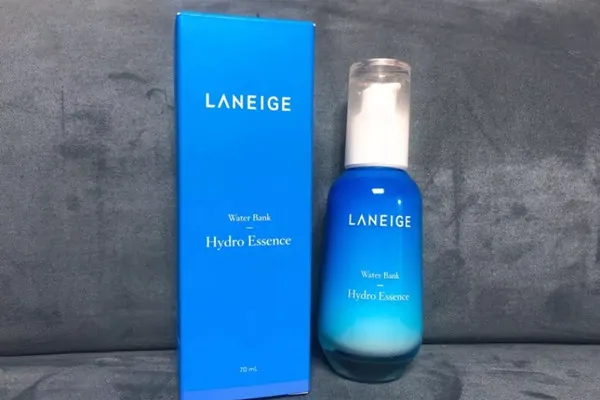 LANEIGE
Water Bank
Hydro Essence
70 mL
LANEIGE
Water Bank
Hydro Essence